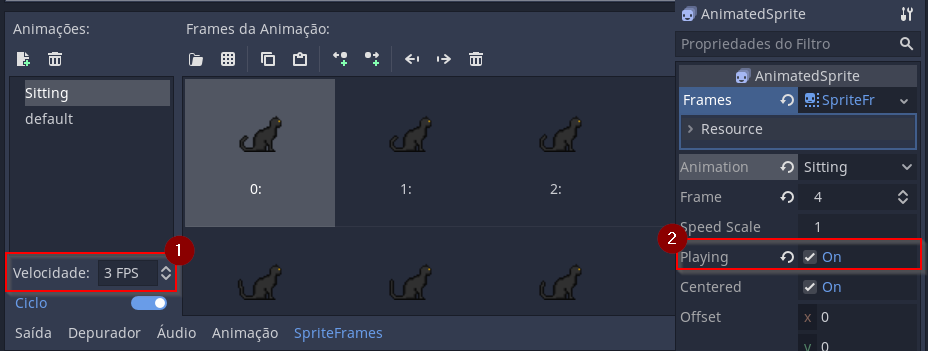 Animações:
Sitting
default
Velocidade: 3 FPS
1
Ciclo
Frames da Animação:
0:
1:
2:
Saída Depurador Áudio Animação SpriteFrames
AnimatedSprite
Propriedades do Filtro
AnimatedSprite
Frames SpriteFr
Resource
Animation Sitting
Frame 4
Speed Scale 1
2
Playing On
Centered On
Offset x 0
y 0